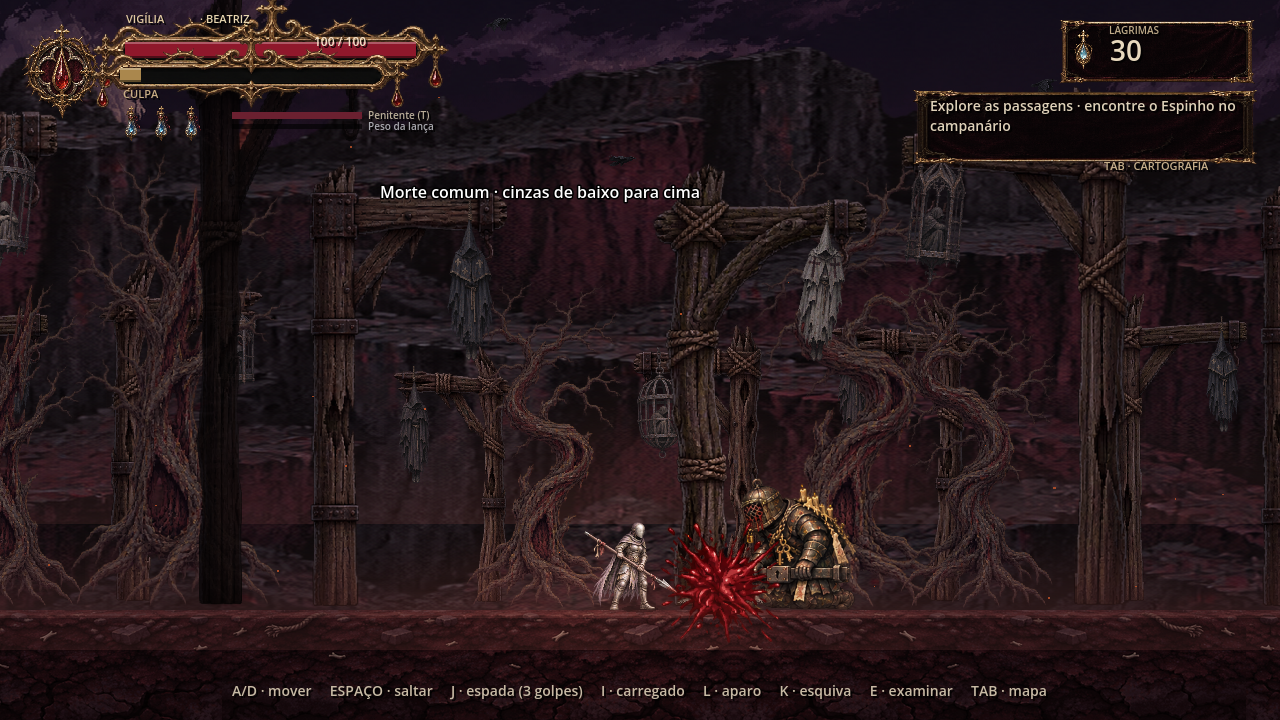 VIGÍLIA · BEATRIZ
100 / 100
CULPA
Penitente (T)
Peso da lança
LÁGRIMAS
30
Explore as passagens · encontre o Espinho no
campanário
TAB · CARTOGRAFIA
Morte comum · cinzas de baixo para cima
A/D · mover ESPAÇO · saltar J · espada (3 golpes) I · carregado L · aparo K · esquiva E · examinar TAB · mapa